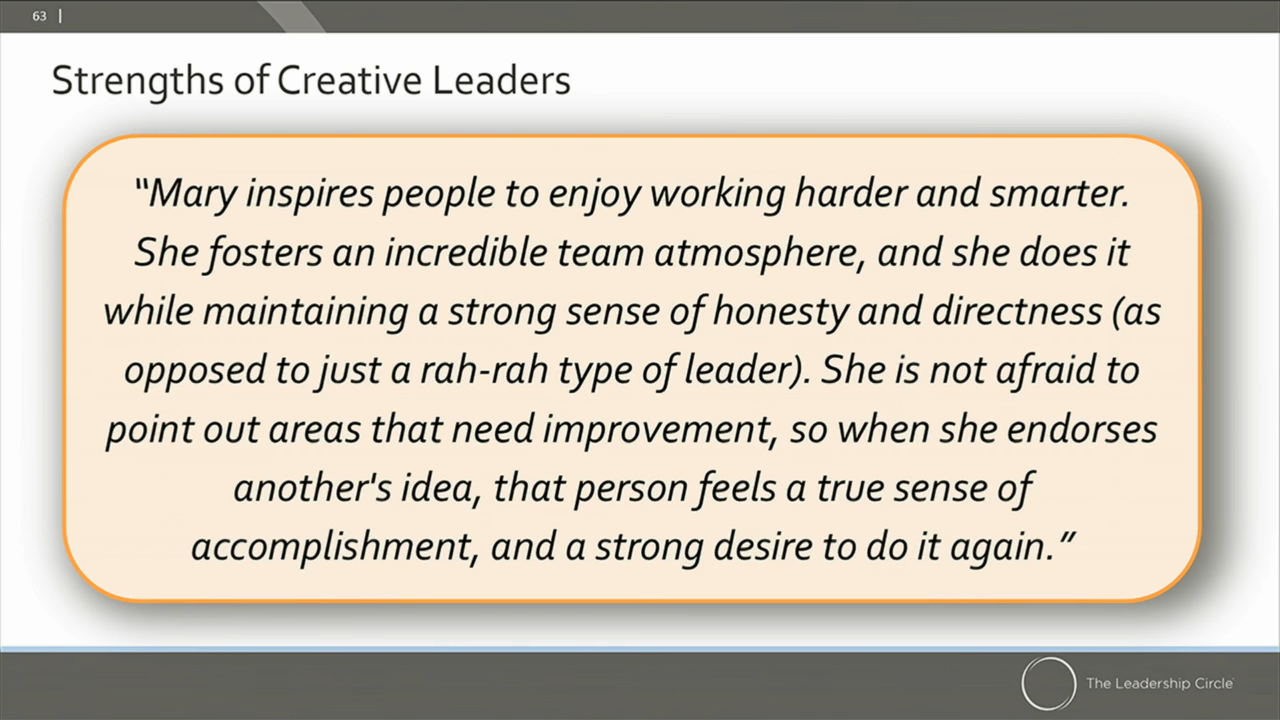 63 |
Strengths of Creative Leaders
“Mary inspires people to enjoy working harder and smarter.
She fosters an incredible team atmosphere, and she does it
while maintaining a strong sense of honesty and directness (as
opposed to just a rah-rah type of leader). She is not afraid to
point out areas that need improvement, so when she endorses
another's idea, that person feels a true sense of
accomplishment, and a strong desire to do it again.”
The Leadership Circle